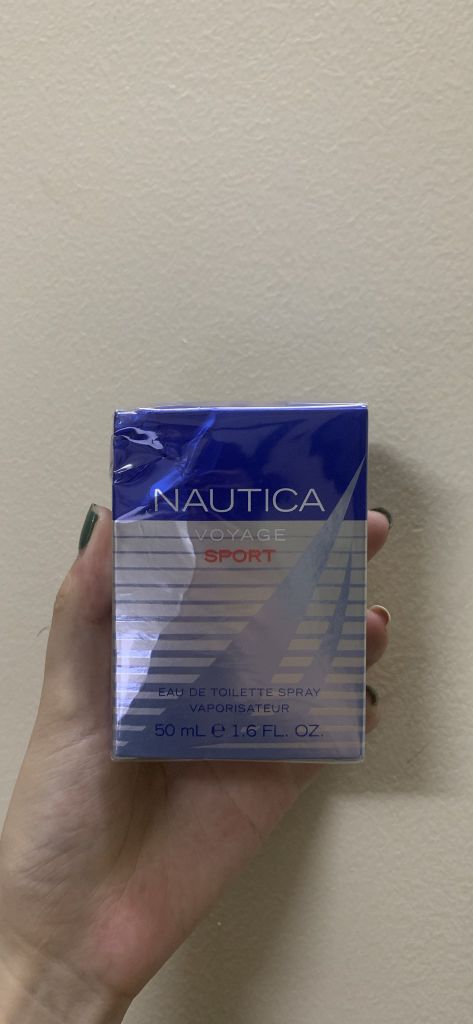 NAUTICA
VOYAGE
SPORT
EAU DE TOILETTE SPRAY
VAPORISATEUR
50 mL ℮ 1.6 FL. OZ.